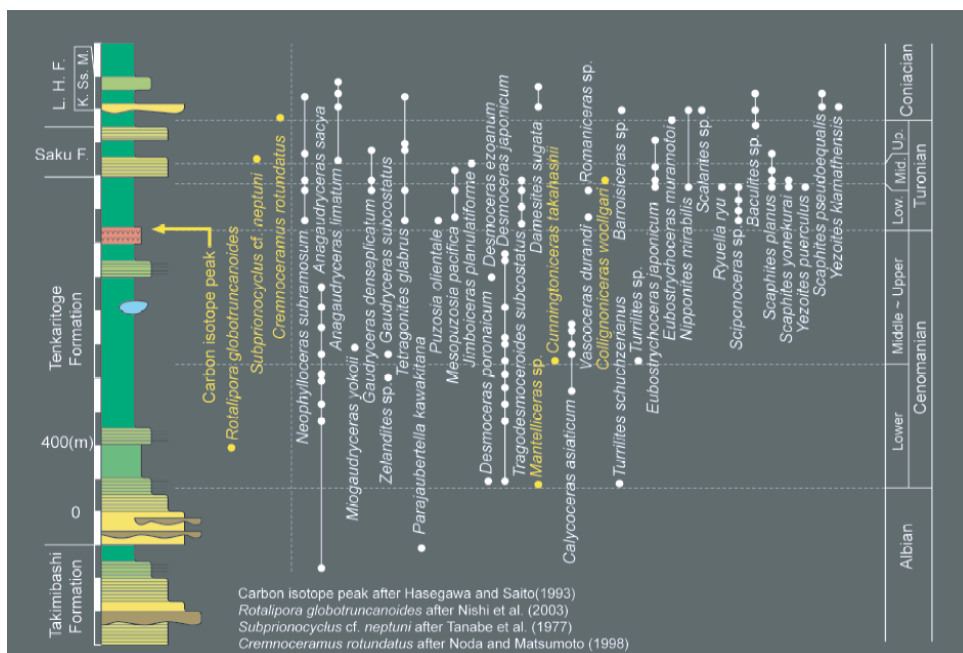 L. H. F.
K. Ss. M.
Saku F.
Tenkaritoge
Formation
400(m)
0
Takimibashi
Formation
Carbon isotope peak
Rotalipora globotruncanoides
Subprionocyclus cf. neptuni
Cremnoceramus rotundatus
Neophylloceras subramosum
Anagaudryceras sacya
Anagaudryceras limatum
Miogaudryceras yokoii
Gaudryceras denseplicatum
Zelandites sp.
Gaudryceras subcostatus
Tetragonites glabrus
Parajaubertella kawakitana
Puzosia olientale
Mesopuzosia pacifica
Jimboiceras planulatiforme
Desmoceras poronaicum
Desmoceras ezoanum
Desmoceras japonicum
Tragodesmoceroides subcostatus
Damesites sugata
Mantelliceras sp.
Cunningtoniceras takahashii
Calycoceras asiaticum
Vascoceras durandi
Romaniceras sp.
Collignoniceras woollgari
Barroisiceras sp.
Turrilites schuchzerianus
Turrilites sp.
Eubostrychoceras japonicum
Eubostrychoceras muramotoi
Nipponites mirabilis
Scalarites sp.
Ryuella ryu
Sciponoceras sp.
Baculites sp.
Scaphites planus
Scaphites yonekurai
Yezoites puerculus
Scaphites pseudoequalis
Yezoites klamathensis
Coniacian
Up.
Mid.
Low.
Turonian
Middle ~ Upper
Lower
Cenomanian
Albian
Carbon isotope peak after Hasegawa and Saito(1993)
Rotalipora globotruncanoides after Nishi et al. (2003)
Subprionocyclus cf. neptuni after Tanabe et al. (1977)
Cremnoceramus rotundatus after Noda and Matsumoto (1998)